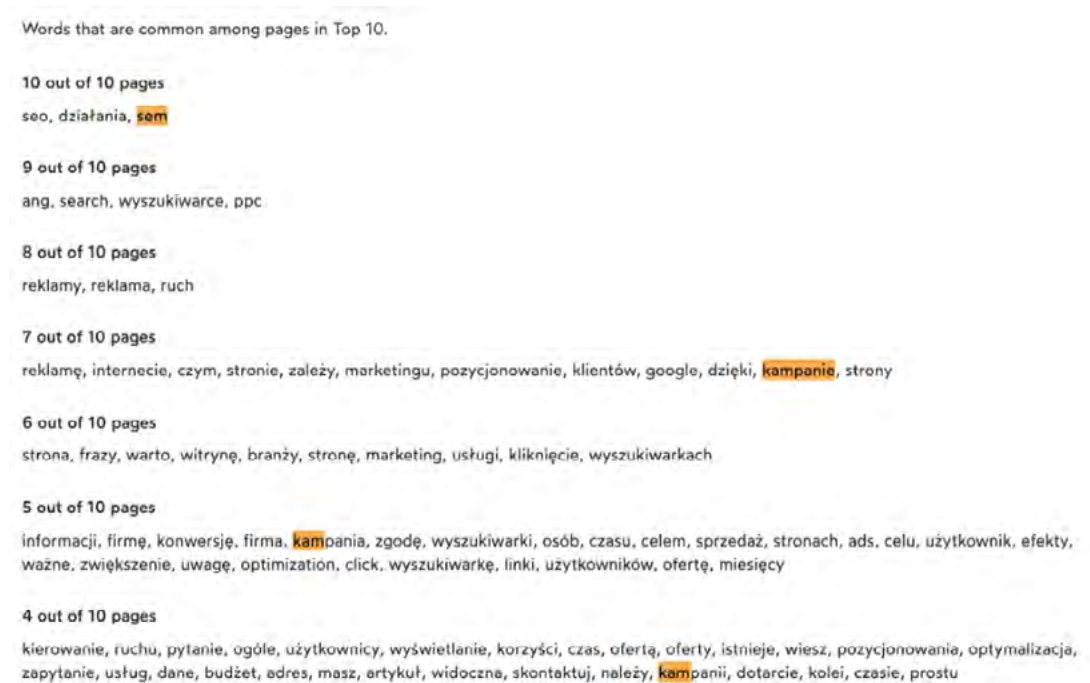 Words that are common among pages in Top 10.
10 out of 10 pages
seo, działania, sem
9 out of 10 pages
ang, search, wyszukiwarce, ppc
8 out of 10 pages
reklamy, reklama, ruch
7 out of 10 pages
reklamę, internecie, czym, stronie, zależy, marketingu, pozycjonowanie, klientów, google, dzięki, kampanie, strony
6 out of 10 pages
strona, frazy, warto, witrynę, branży, stronę, marketing, usługi, kliknięcie, wyszukiwarkach
5 out of 10 pages
informacji, firmę, konwersję, firma, kampania, zgodę, wyszukiwarki, osób, czasu, celem, sprzedaż, stronach, ads, celu, użytkownik, efekty,
ważne, zwiększenie, uwagę, optimization, click, wyszukiwarkę, linki, użytkowników, ofertę, miesięcy
4 out of 10 pages
kierowanie, ruchu, pytanie, ogóle, użytkownicy, wyświetlanie, korzyści, czas, ofertą, oferty, istnieje, wiesz, pozycjonowania, optymalizacja,
zapytanie, usług, dane, budżet, adres, masz, artykuł, widoczna, skontaktuj, należy, kampanii, dotarcie, kolei, czasie, prostu